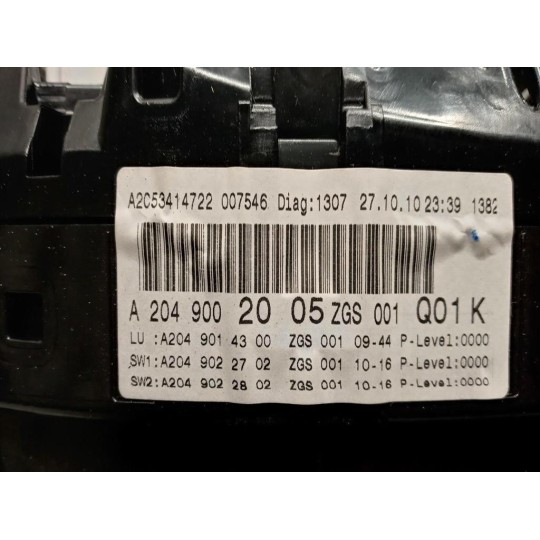 A2C53414722 007546 Diag:1307 27.10.10 23:39 1382
A 204 900 20 05 ZGS 001 Q01 K
LU :A204 901 43 00 ZGS 001 09-44 P-Level:0000
SW1:A204 902 27 02 ZGS 001 10-16 P-Level:0000
SW2:A204 902 28 02 ZGS 001 10-16 P-Level:0000